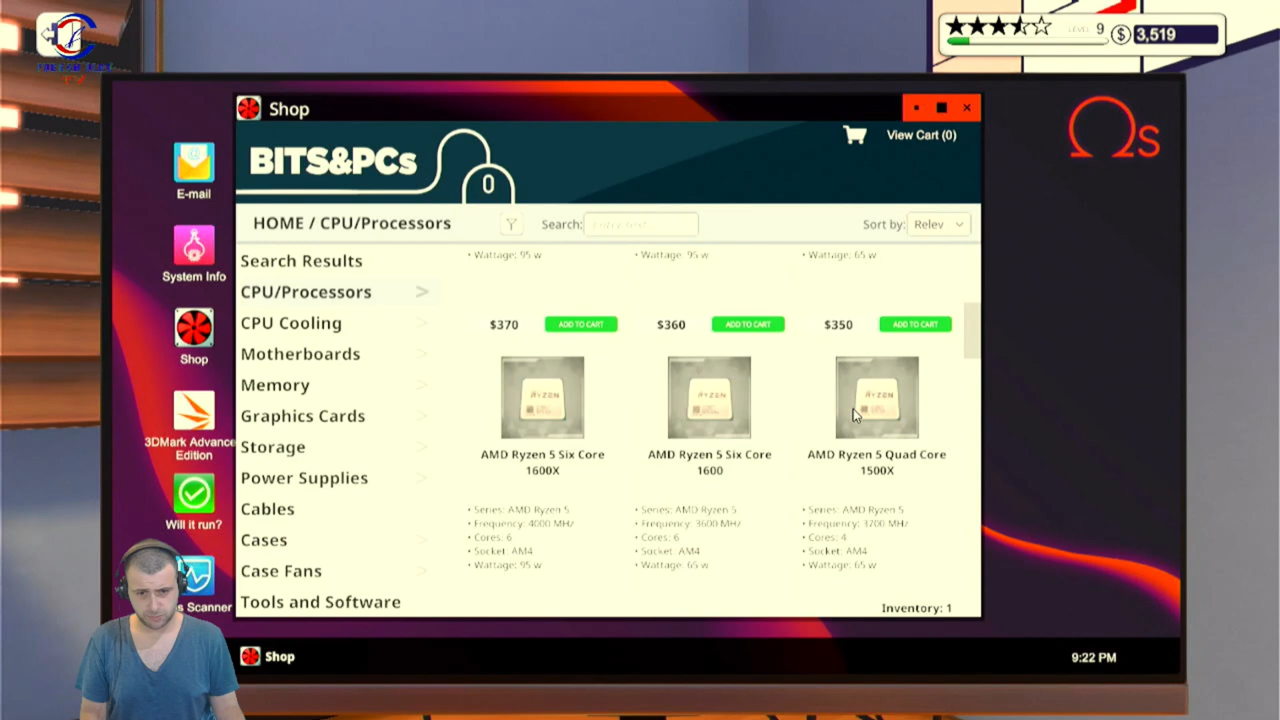 LEVEL 9 $ 3,519
Shop
Ωs
BITS&PCs
View Cart (0)
HOME / CPU/Processors
Search:
Sort by: Relev
E-mail
System Info
Shop
3DMark Advance
Edition
Will it run?
s Scanner
Search Results
CPU/Processors >
CPU Cooling >
Motherboards >
Memory >
Graphics Cards >
Storage >
Power Supplies >
Cables
Cases >
Case Fans >
Tools and Software
• Wattage: 95 w
• Wattage: 95 w
• Wattage: 65 w
$370 ADD TO CART
$360 ADD TO CART
$350 ADD TO CART
RYZEN
RYZEN
RYZEN
AMD Ryzen 5 Six Core
1600X
• Series: AMD Ryzen 5
• Frequency: 4000 MHz
• Cores: 6
• Socket: AM4
• Wattage: 95 w
AMD Ryzen 5 Six Core
1600
• Series: AMD Ryzen 5
• Frequency: 3600 MHz
• Cores: 6
• Socket: AM4
• Wattage: 65 w
AMD Ryzen 5 Quad Core
1500X
• Series: AMD Ryzen 5
• Frequency: 3700 MHz
• Cores: 4
• Socket: AM4
• Wattage: 65 w
Inventory: 1
Shop
9:22 PM